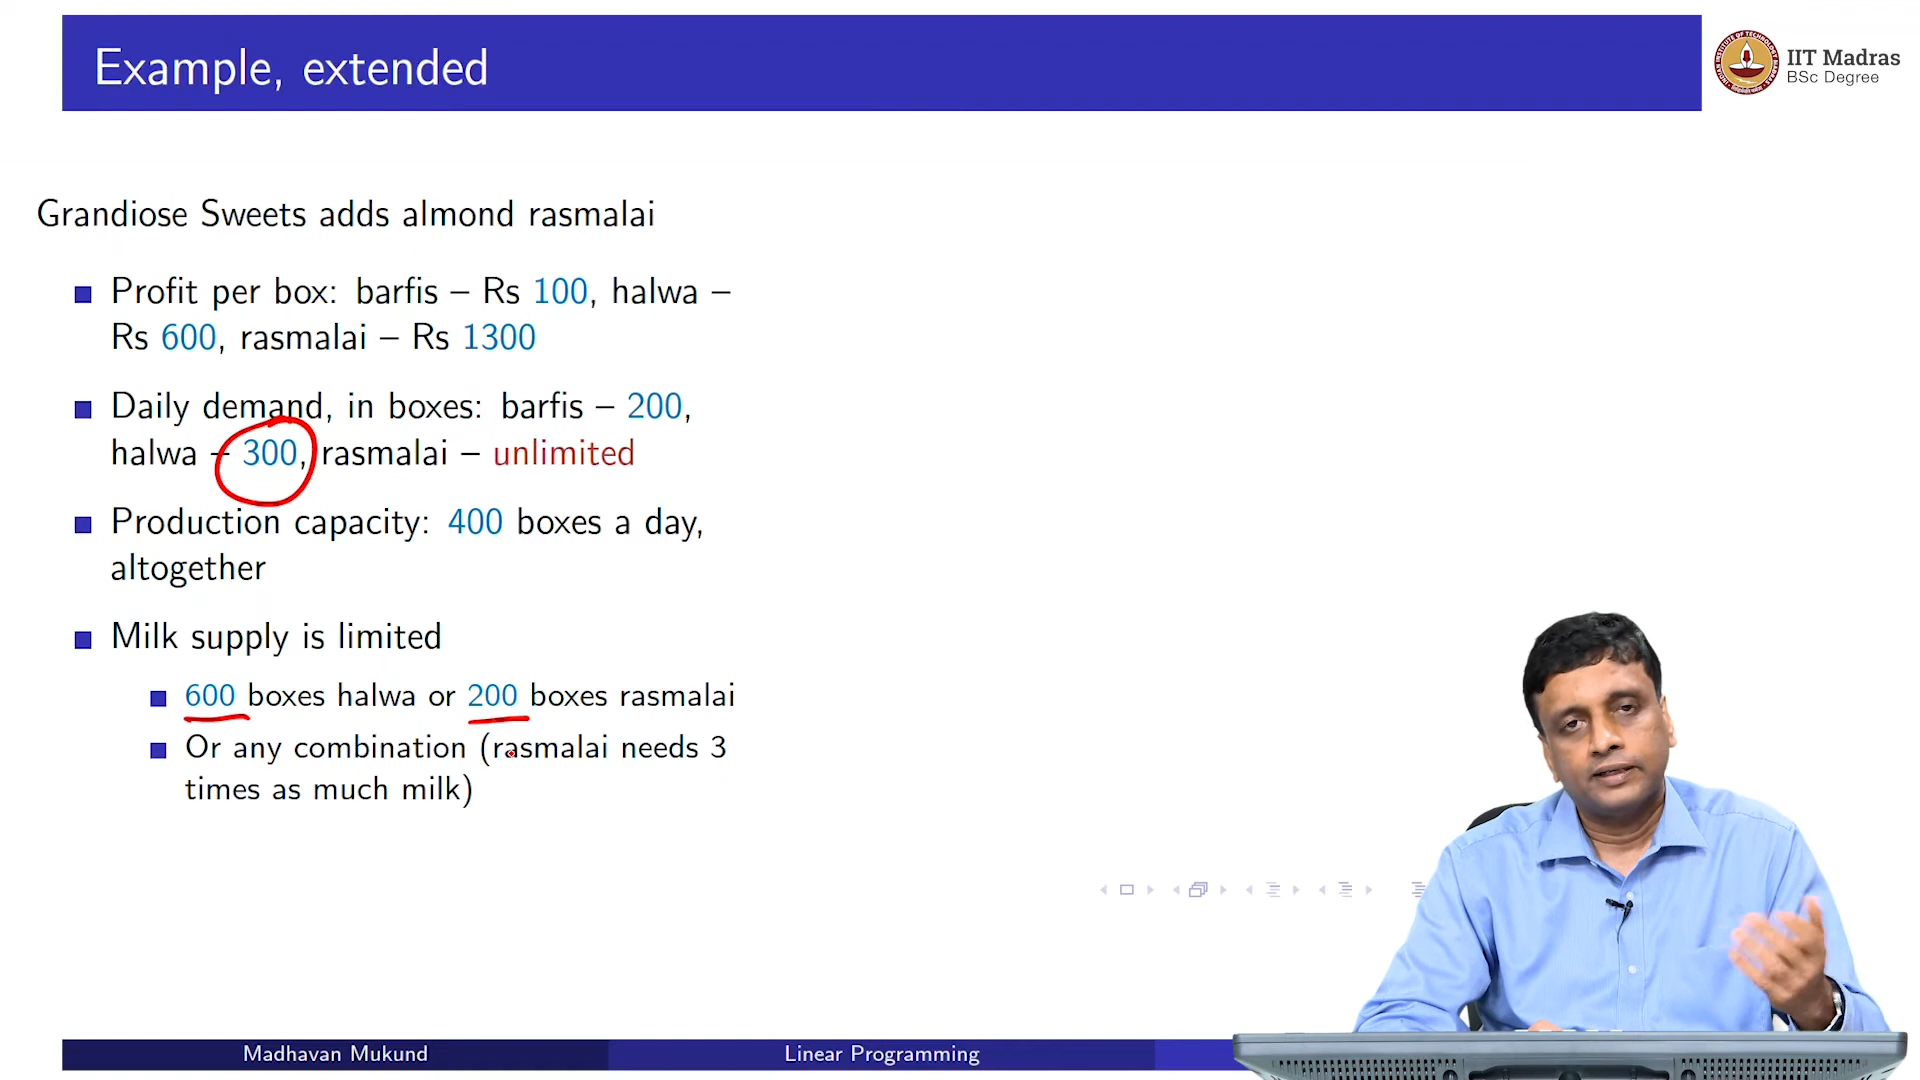 Example, extended
IIT Madras
BSc Degree
Grandiose Sweets adds almond rasmalai
Profit per box: barfis – Rs 100, halwa –
Rs 600, rasmalai – Rs 1300
Daily demand, in boxes: barfis – 200,
halwa – 300, rasmalai – unlimited
Production capacity: 400 boxes a day,
altogether
Milk supply is limited
600 boxes halwa or 200 boxes rasmalai
Or any combination (rasmalai needs 3
times as much milk)
Madhavan Mukund
Linear Programming